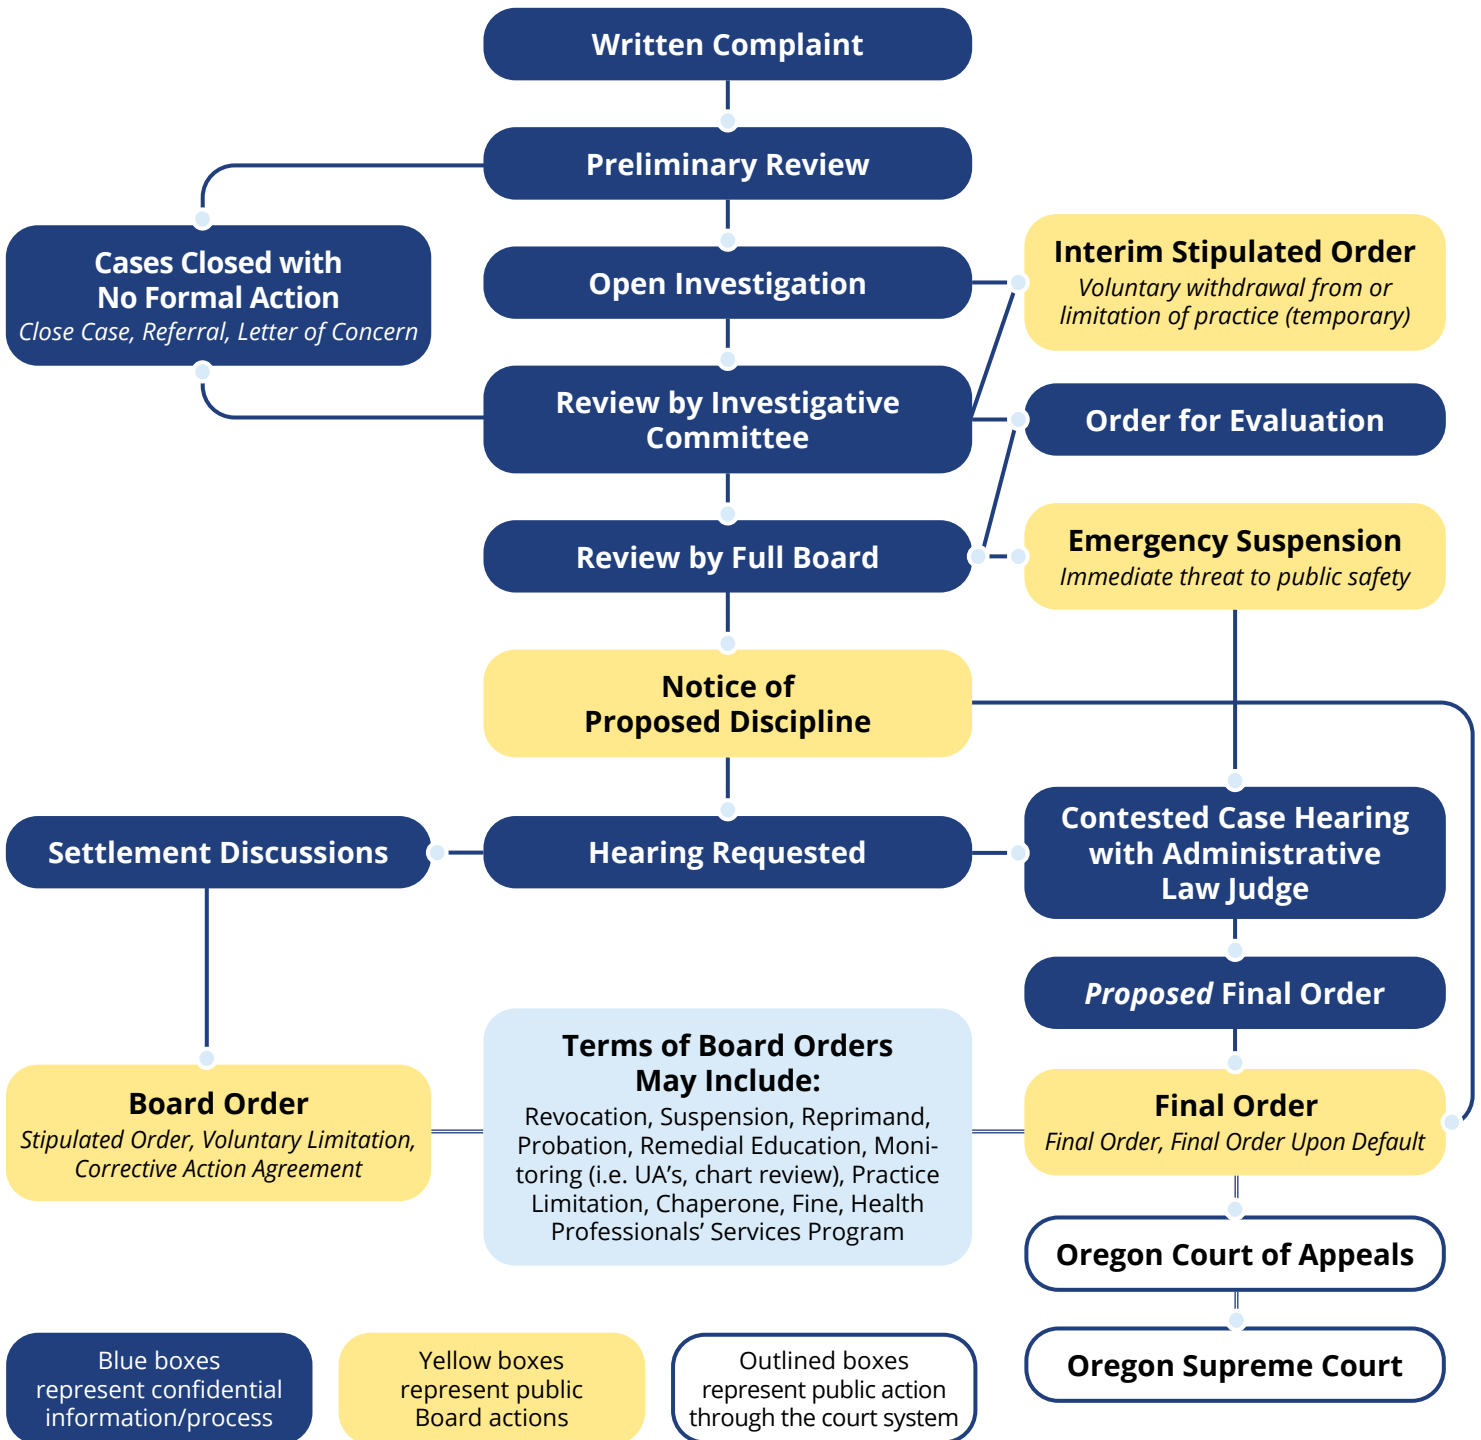 Written Complaint
Preliminary Review
Cases Closed with
No Formal Action
Close Case, Referral, Letter of Concern
Open Investigation
Interim Stipulated Order
Voluntary withdrawal from or
limitation of practice (temporary)
Review by Investigative
Committee
Order for Evaluation
Review by Full Board
Emergency Suspension
Immediate threat to public safety
Notice of
Proposed Discipline
Settlement Discussions
Hearing Requested
Contested Case Hearing
with Administrative
Law Judge
Proposed Final Order
Board Order
Stipulated Order, Voluntary Limitation,
Corrective Action Agreement
Terms of Board Orders
May Include:
Revocation, Suspension, Reprimand,
Probation, Remedial Education, Moni-
toring (i.e. UA’s, chart review), Practice
Limitation, Chaperone, Fine, Health
Professionals’ Services Program
Final Order
Final Order, Final Order Upon Default
Oregon Court of Appeals
Oregon Supreme Court
Blue boxes
represent confidential
information/process
Yellow boxes
represent public
Board actions
Outlined boxes
represent public action
through the court system